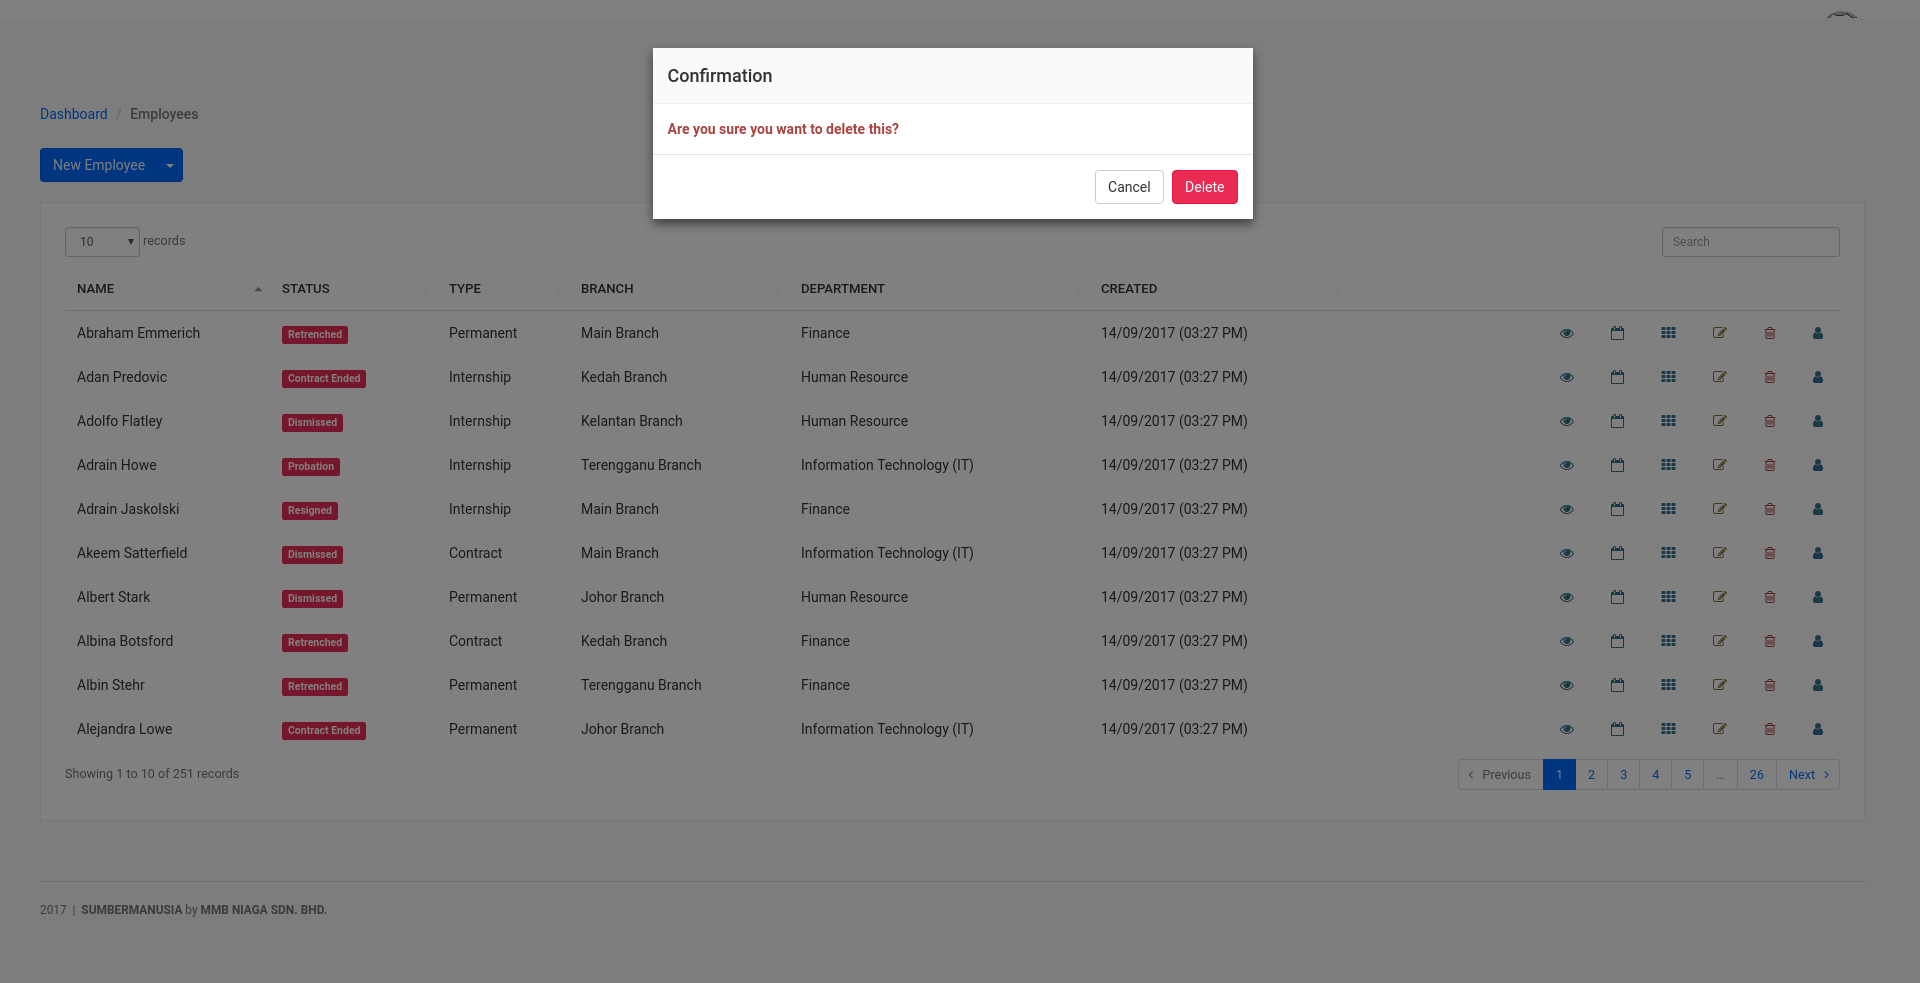 Confirmation
Are you sure you want to delete this?
Cancel Delete
Dashboard / Employees
New Employee
10 records Search
NAME STATUS TYPE BRANCH DEPARTMENT CREATED
Abraham Emmerich Retrenched Permanent Main Branch Finance 14/09/2017 (03:27 PM)
Adan Predovic Contract Ended Internship Kedah Branch Human Resource 14/09/2017 (03:27 PM)
Adolfo Flatley Dismissed Internship Kelantan Branch Human Resource 14/09/2017 (03:27 PM)
Adrain Howe Probation Internship Terengganu Branch Information Technology (IT) 14/09/2017 (03:27 PM)
Adrain Jaskolski Resigned Internship Main Branch Finance 14/09/2017 (03:27 PM)
Akeem Satterfield Dismissed Contract Main Branch Information Technology (IT) 14/09/2017 (03:27 PM)
Albert Stark Dismissed Permanent Johor Branch Human Resource 14/09/2017 (03:27 PM)
Albina Botsford Retrenched Contract Kedah Branch Finance 14/09/2017 (03:27 PM)
Albin Stehr Retrenched Permanent Terengganu Branch Finance 14/09/2017 (03:27 PM)
Alejandra Lowe Contract Ended Permanent Johor Branch Information Technology (IT) 14/09/2017 (03:27 PM)
Showing 1 to 10 of 251 records Previous 1 2 3 4 5 ... 26 Next
2017 | SUMBERMANUSIA by MMB NIAGA SDN. BHD.